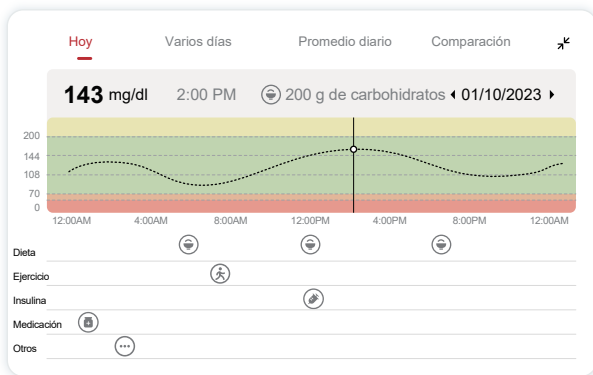 Hoy Varios días Promedio diario Comparación
143 mg/dl 2:00 PM 200 g de carbohidratos 01/10/2023
200
144
108
70
0
12:00AM 4:00AM 8:00AM 12:00PM 4:00PM 8:00PM 12:00AM
Dieta
Ejercicio
Insulina
Medicación
Otros